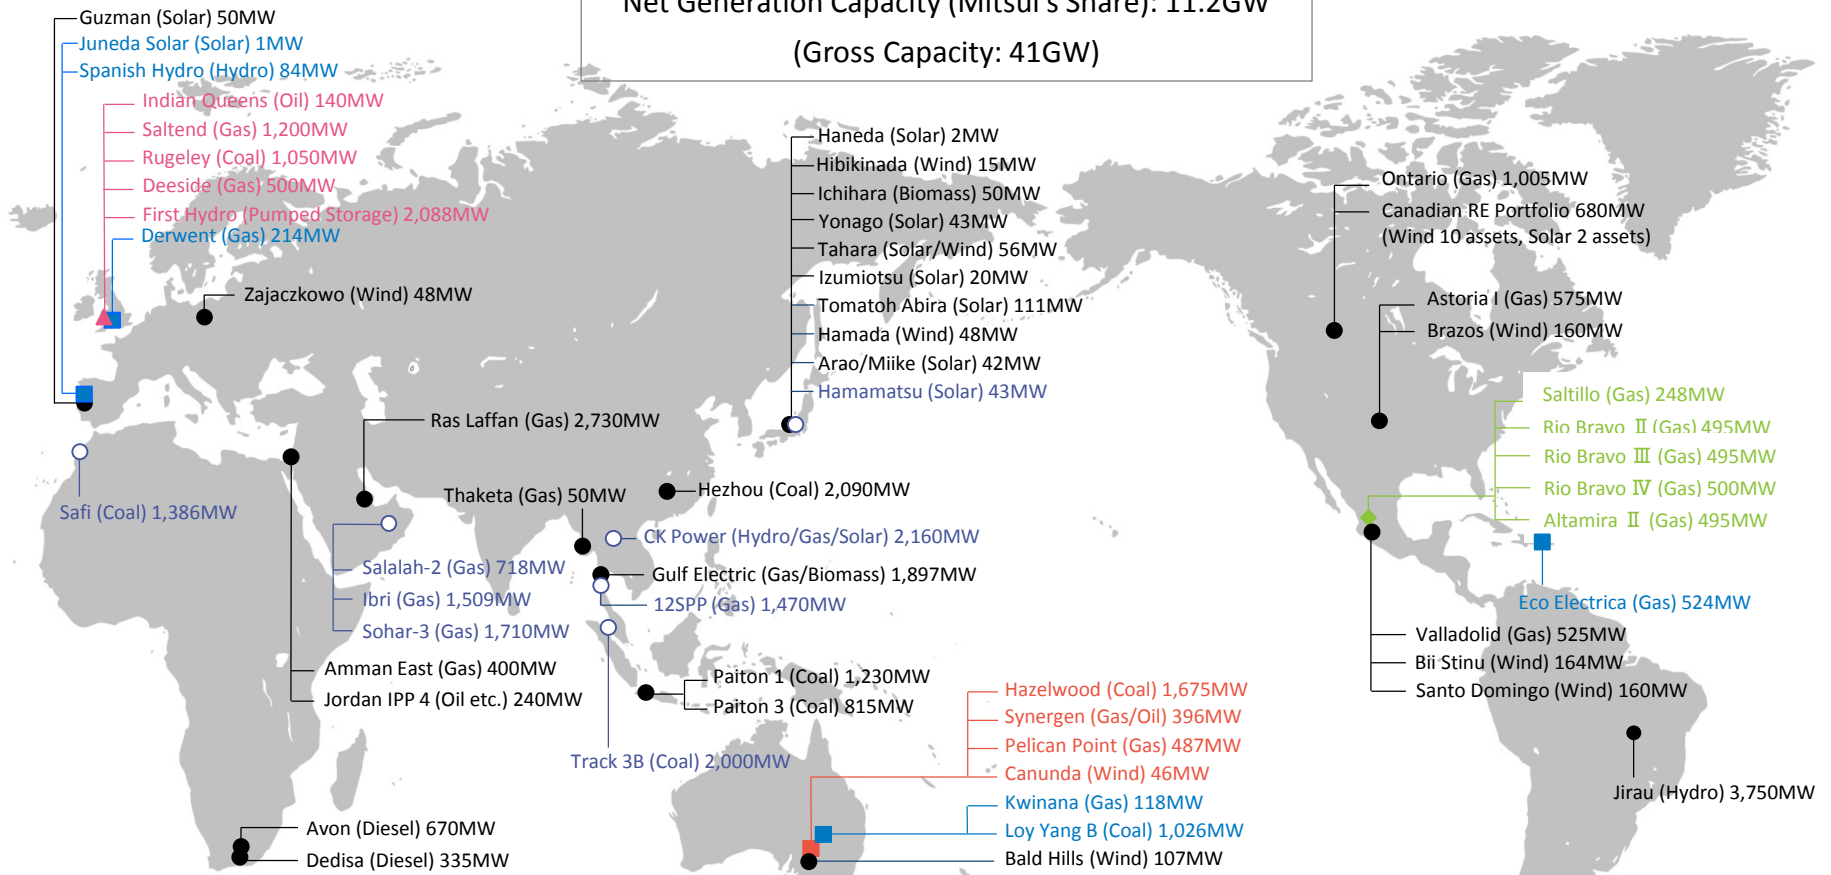 Net Generation Capacity (Mitsui's Share): 11.2GW
(Gross Capacity: 41GW)
Guzman (Solar) 50MW
Juneda Solar (Solar) 1MW
Spanish Hydro (Hydro) 84MW
Indian Queens (Oil) 140MW
Saltend (Gas) 1,200MW
Rugeley (Coal) 1,050MW
Deeside (Gas) 500MW
First Hydro (Pumped Storage) 2,088MW
Derwent (Gas) 214MW
Zajaczkowo (Wind) 48MW
Haneda (Solar) 2MW
Hibikinada (Wind) 15MW
Ichihara (Biomass) 50MW
Yonago (Solar) 43MW
Tahara (Solar/Wind) 56MW
Izumiotsu (Solar) 20MW
Tomatoh Abira (Solar) 111MW
Hamada (Wind) 48MW
Arao/Miike (Solar) 42MW
Hamamatsu (Solar) 43MW
Ontario (Gas) 1,005MW
Canadian RE Portfolio 680MW
(Wind 10 assets, Solar 2 assets)
Astoria I (Gas) 575MW
Brazos (Wind) 160MW
Saltillo (Gas) 248MW
Rio Bravo Ⅱ (Gas) 495MW
Rio Bravo Ⅲ (Gas) 495MW
Rio Bravo Ⅳ (Gas) 500MW
Altamira Ⅱ (Gas) 495MW
Ras Laffan (Gas) 2,730MW
Safi (Coal) 1,386MW
Thaketa (Gas) 50MW
Hezhou (Coal) 2,090MW
CK Power (Hydro/Gas/Solar) 2,160MW
Gulf Electric (Gas/Biomass) 1,897MW
12SPP (Gas) 1,470MW
Salalah-2 (Gas) 718MW
Ibri (Gas) 1,509MW
Sohar-3 (Gas) 1,710MW
Amman East (Gas) 400MW
Jordan IPP 4 (Oil etc.) 240MW
Eco Electrica (Gas) 524MW
Valladolid (Gas) 525MW
Bii Stinu (Wind) 164MW
Santo Domingo (Wind) 160MW
Paiton 1 (Coal) 1,230MW
Paiton 3 (Coal) 815MW
Track 3B (Coal) 2,000MW
Hazelwood (Coal) 1,675MW
Synergen (Gas/Oil) 396MW
Pelican Point (Gas) 487MW
Canunda (Wind) 46MW
Kwinana (Gas) 118MW
Loy Yang B (Coal) 1,026MW
Bald Hills (Wind) 107MW
Jirau (Hydro) 3,750MW
Avon (Diesel) 670MW
Dedisa (Diesel) 335MW